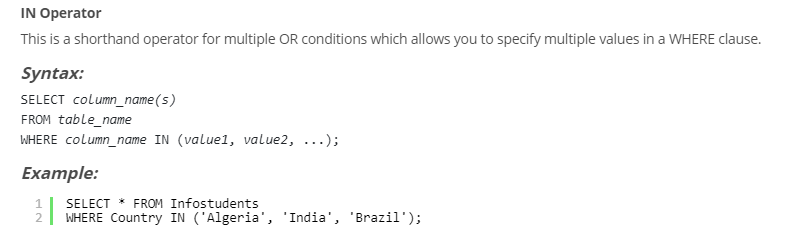 IN Operator
This is a shorthand operator for multiple OR conditions which allows you to specify multiple values in a WHERE clause.
Syntax:
SELECT column_name(s)
FROM table_name
WHERE column_name IN (value1, value2, ...);
Example:
1 SELECT * FROM Infostudents
2 WHERE Country IN ('Algeria', 'India', 'Brazil');